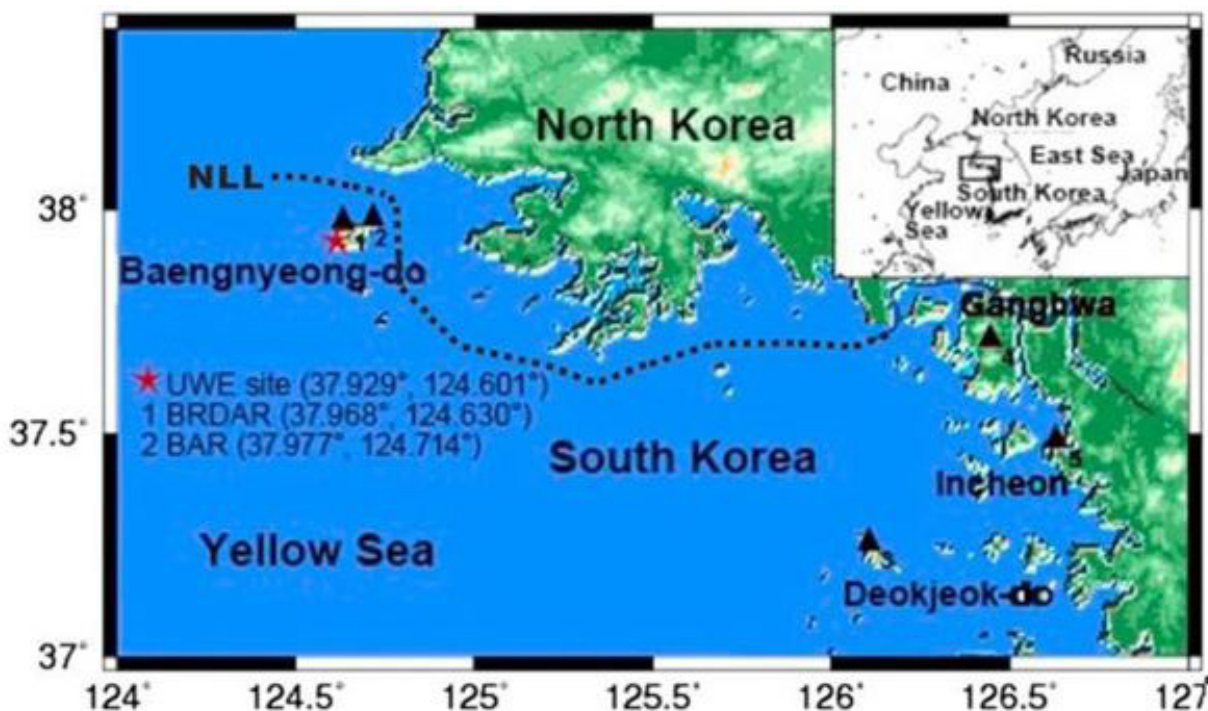 China
Russia
North Korea
East Sea
Japan
South Korea
Yellow
Sea
North Korea
NLL
38°
1
2
Baengnyeong-do
Gangbwa
4
UWE site (37.929°, 124.601°)
1 BRDAR (37.968°, 124.630°)
2 BAR (37.977°, 124.714°)
37.5°
South Korea
5
Incheon
Yellow Sea
3
Deokjeok-do
37°
124°
124.5°
125°
125.5°
126°
126.5°
127°